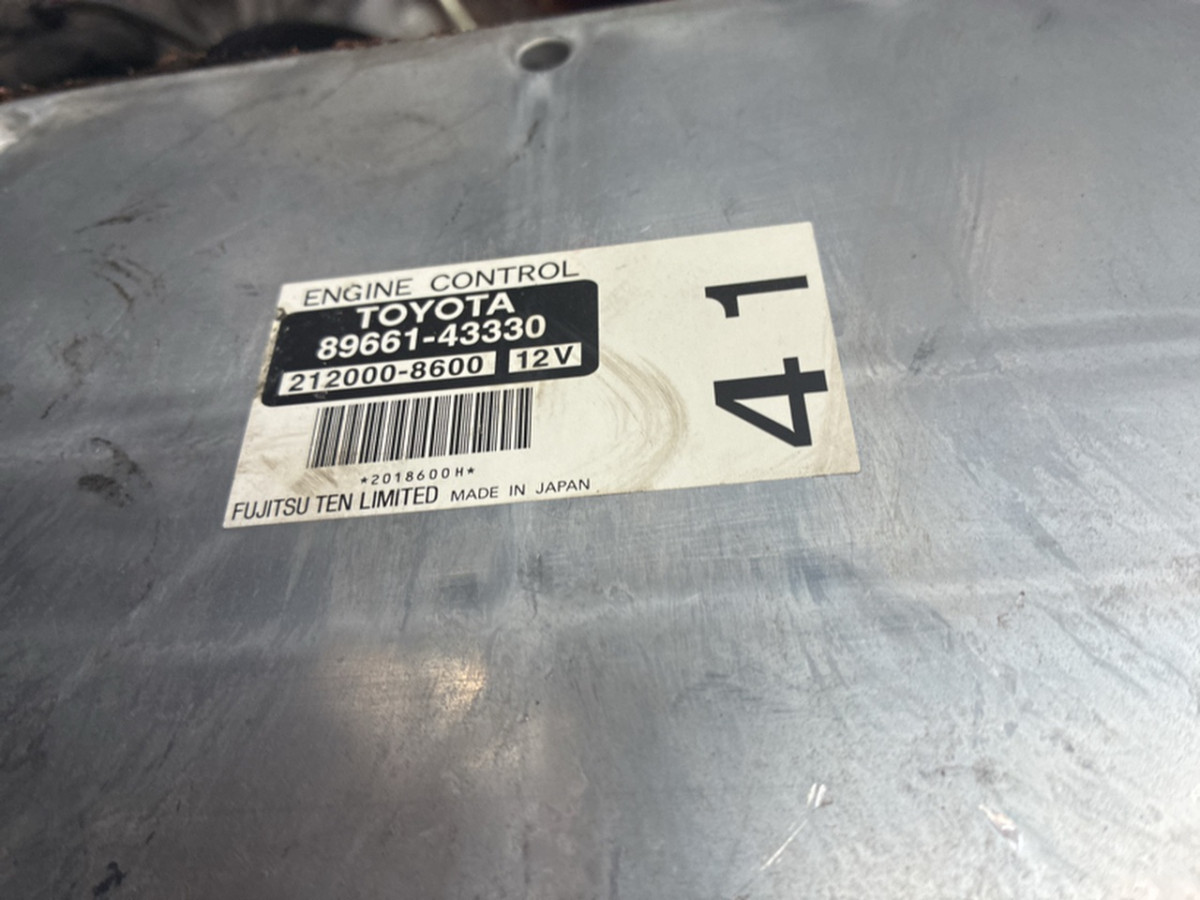 ENGINE CONTROL
TOYOTA
89661-43330
212000-8600 12V
*2018600H*
FUJITSU TEN LIMITED MADE IN JAPAN
41